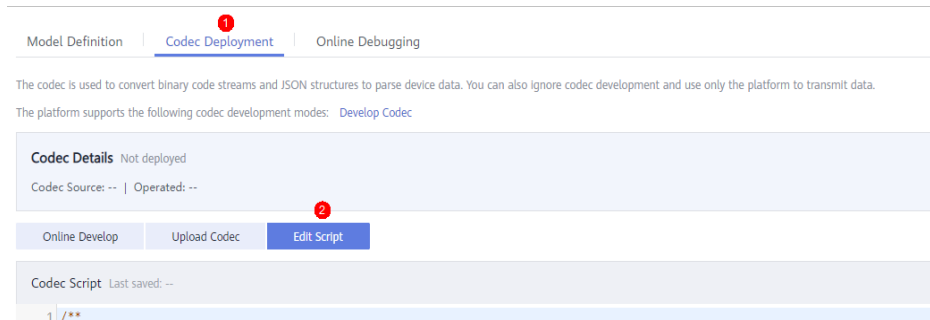 1
Model Definition Codec Deployment Online Debugging
The codec is used to convert binary code streams and JSON structures to parse device data. You can also ignore codec development and use only the platform to transmit data.
The platform supports the following codec development modes: Develop Codec
Codec Details Not deployed
Codec Source: -- | Operated: --
2
Online Develop Upload Codec Edit Script
Codec Script Last saved: --
1 /**